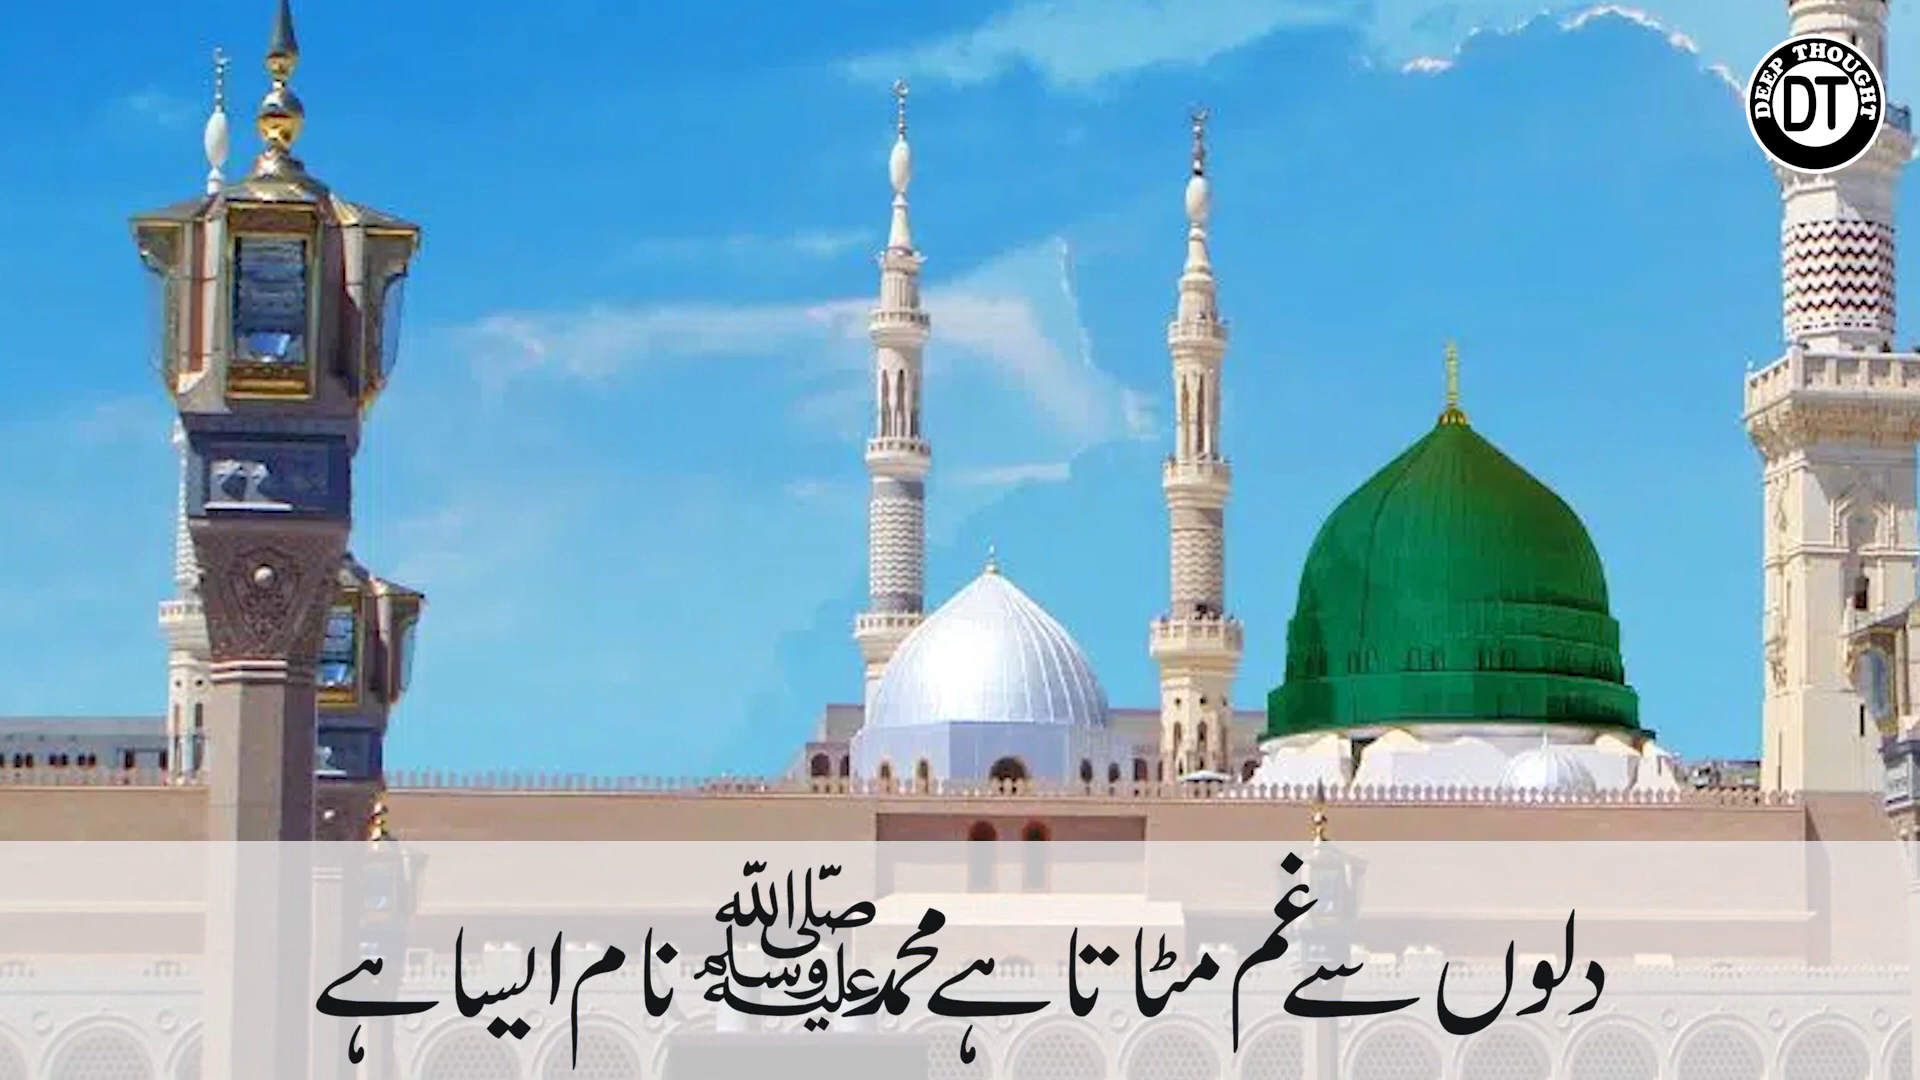 DEEP THOUGHT
DT
دلوں سے غم مٹاتا ہے محمد ﷺ نام ایسا ہے